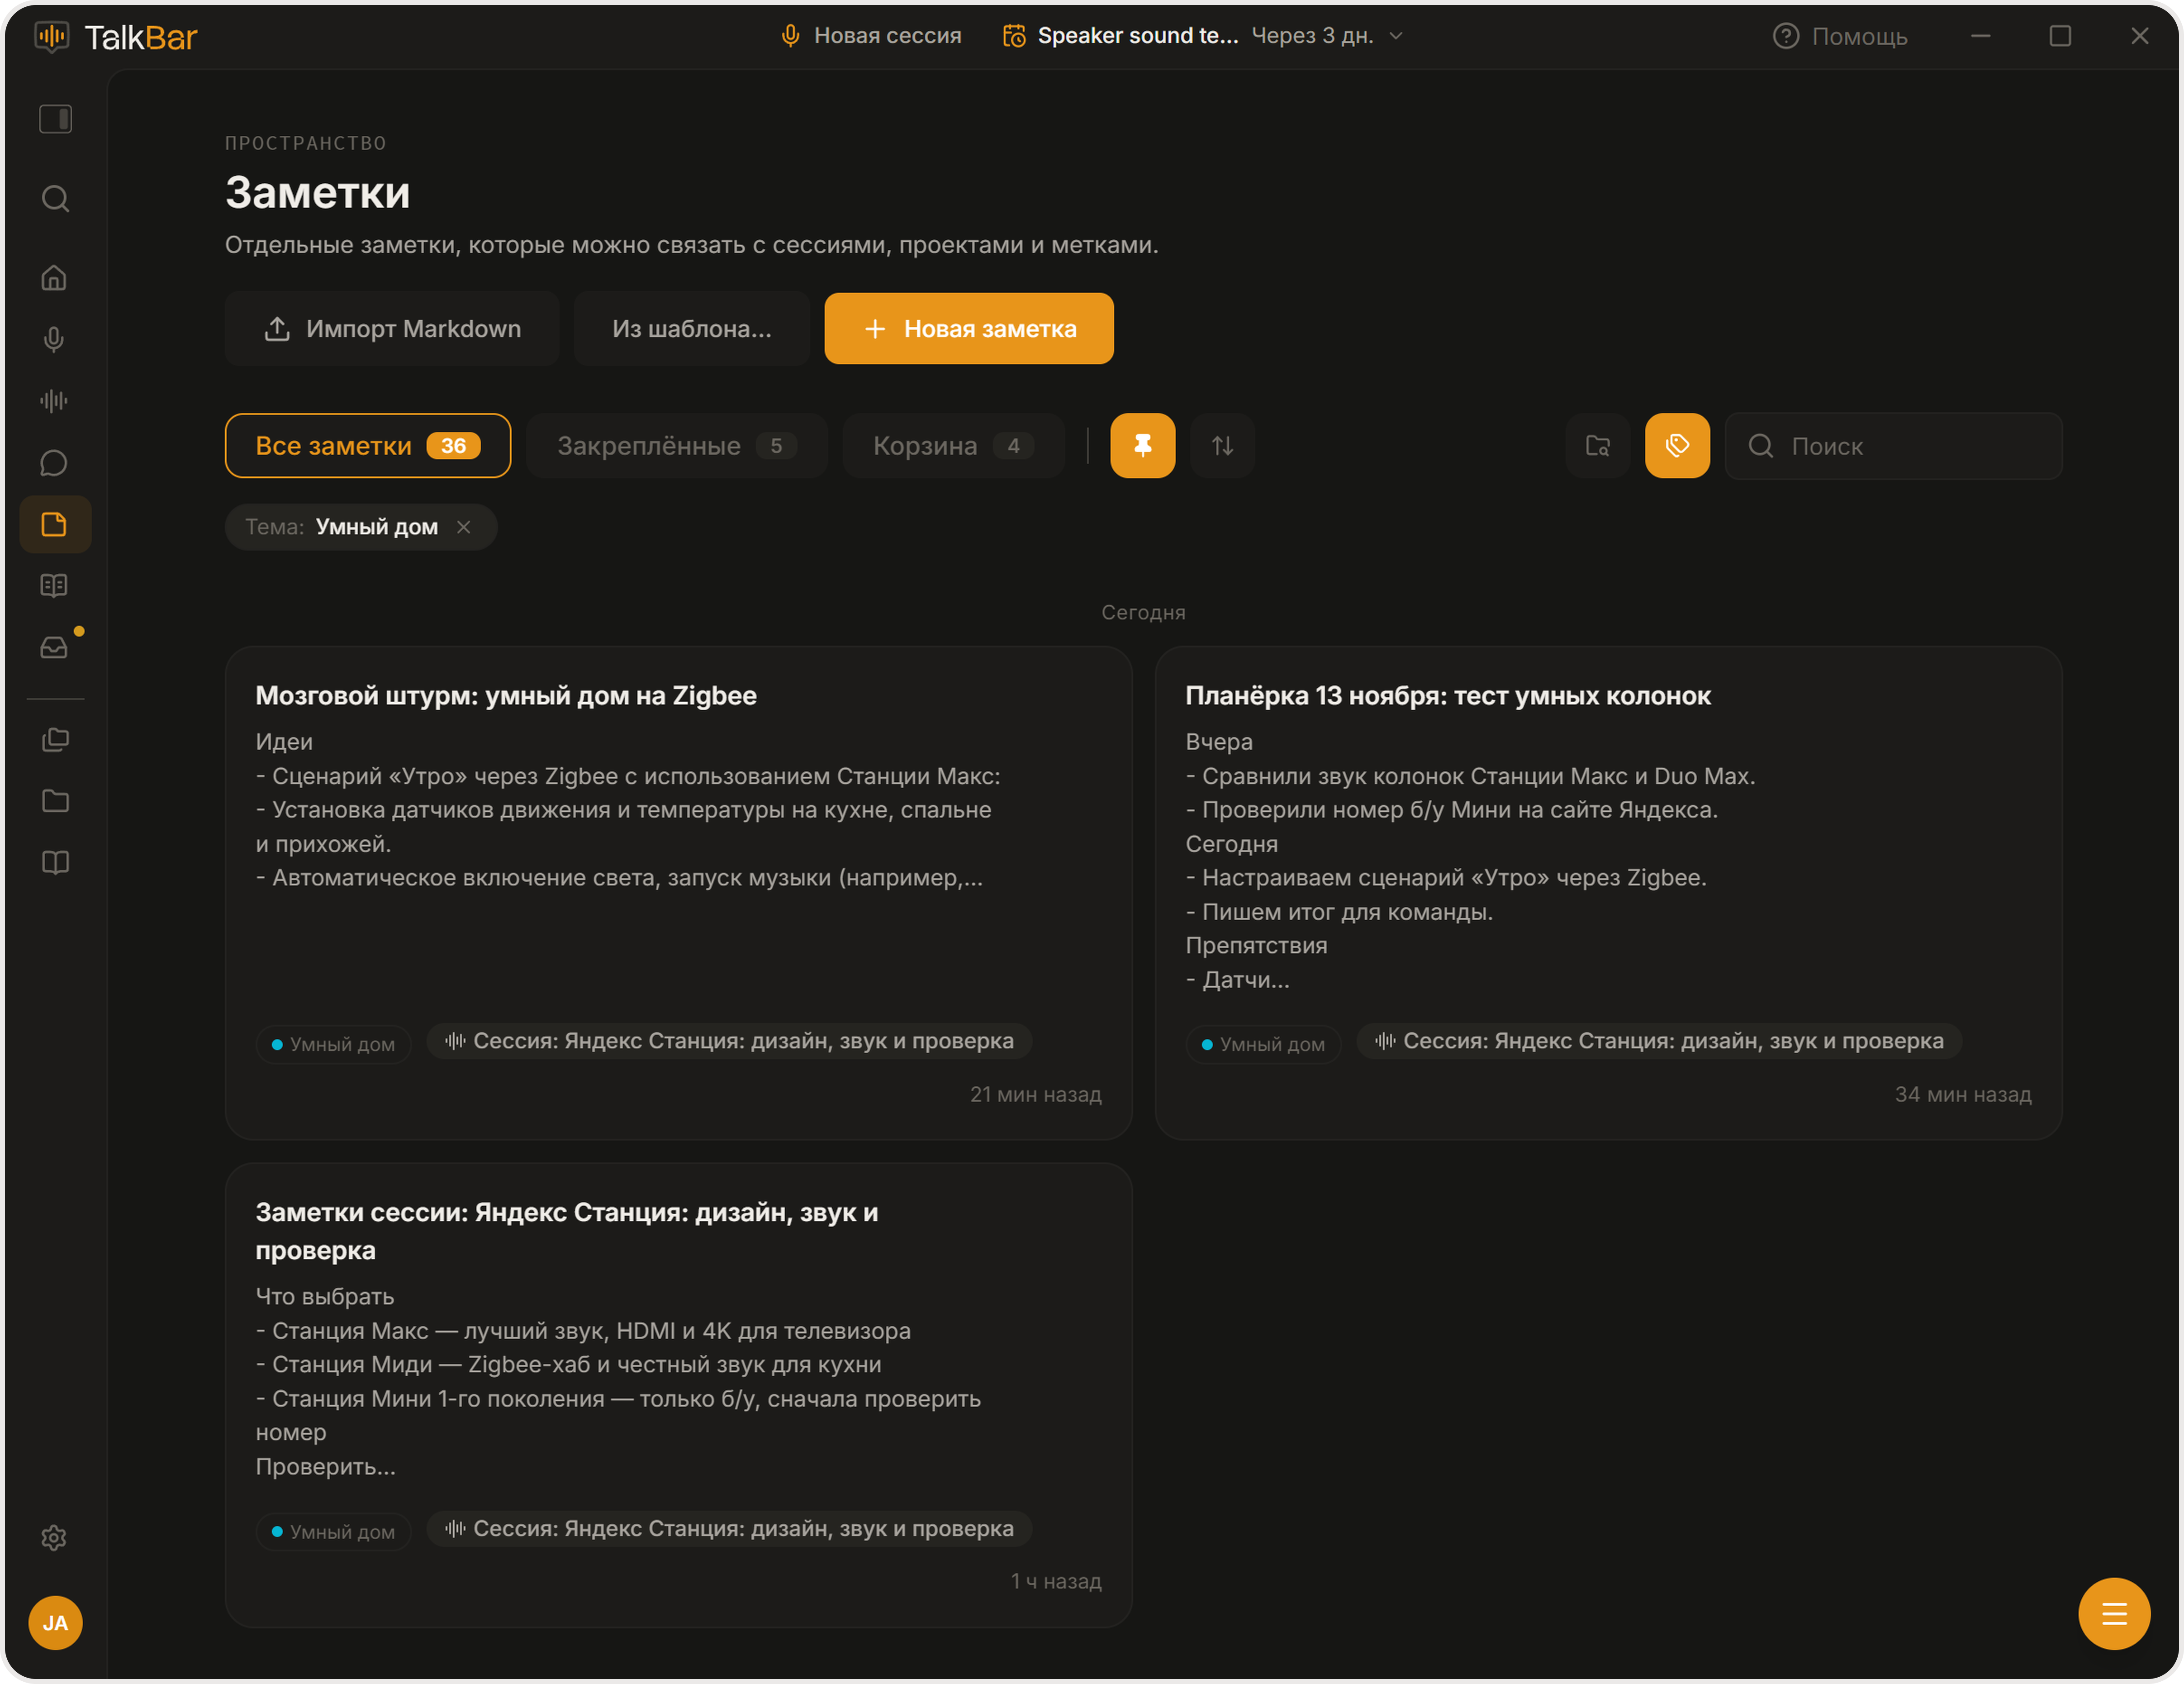 TalkBar
Новая сессия
Speaker sound te... Через 3 дн.
Помощь
ПРОСТРАНСТВО
Заметки
Отдельные заметки, которые можно связать с сессиями, проектами и метками.
Импорт Markdown
Из шаблона...
Новая заметка
Все заметки 36
Закреплённые 5
Корзина 4
Поиск
Тема: Умный дом
Сегодня
Мозговой штурм: умный дом на Zigbee
Идеи
- Сценарий «Утро» через Zigbee с использованием Станции Макс:
- Установка датчиков движения и температуры на кухне, спальне
и прихожей.
- Автоматическое включение света, запуск музыки (например,...
Умный дом
Сессия: Яндекс Станция: дизайн, звук и проверка
21 мин назад
Планёрка 13 ноября: тест умных колонок
Вчера
- Сравнили звук колонок Станции Макс и Duo Max.
- Проверили номер б/у Мини на сайте Яндекса.
Сегодня
- Настраиваем сценарий «Утро» через Zigbee.
- Пишем итог для команды.
Препятствия
- Датчи...
Умный дом
Сессия: Яндекс Станция: дизайн, звук и проверка
34 мин назад
Заметки сессии: Яндекс Станция: дизайн, звук и
проверка
Что выбрать
- Станция Макс — лучший звук, HDMI и 4K для телевизора
- Станция Миди — Zigbee-хаб и честный звук для кухни
- Станция Мини 1-го поколения — только б/у, сначала проверить
номер
Проверить...
Умный дом
Сессия: Яндекс Станция: дизайн, звук и проверка
1 ч назад
JA